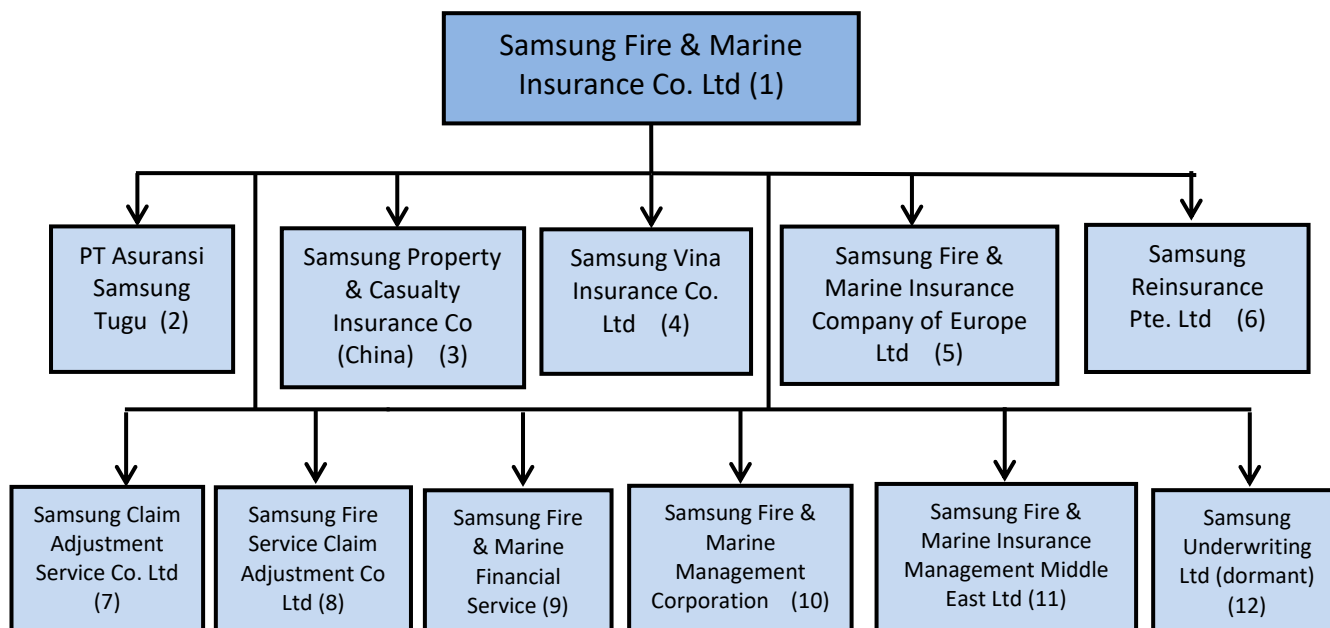 Samsung Fire & Marine
Insurance Co. Ltd (1)
PT Asuransi
Samsung
Tugu (2)
Samsung Property
& Casualty
Insurance Co
(China) (3)
Samsung Vina
Insurance Co.
Ltd (4)
Samsung Fire &
Marine Insurance
Company of Europe
Ltd (5)
Samsung
Reinsurance
Pte. Ltd (6)
Samsung Claim
Adjustment
Service Co. Ltd
(7)
Samsung Fire
Service Claim
Adjustment Co
Ltd (8)
Samsung Fire
& Marine
Financial
Service (9)
Samsung Fire &
Marine
Management
Corporation (10)
Samsung Fire &
Marine Insurance
Management Middle
East Ltd (11)
Samsung
Underwriting
Ltd (dormant)
(12)